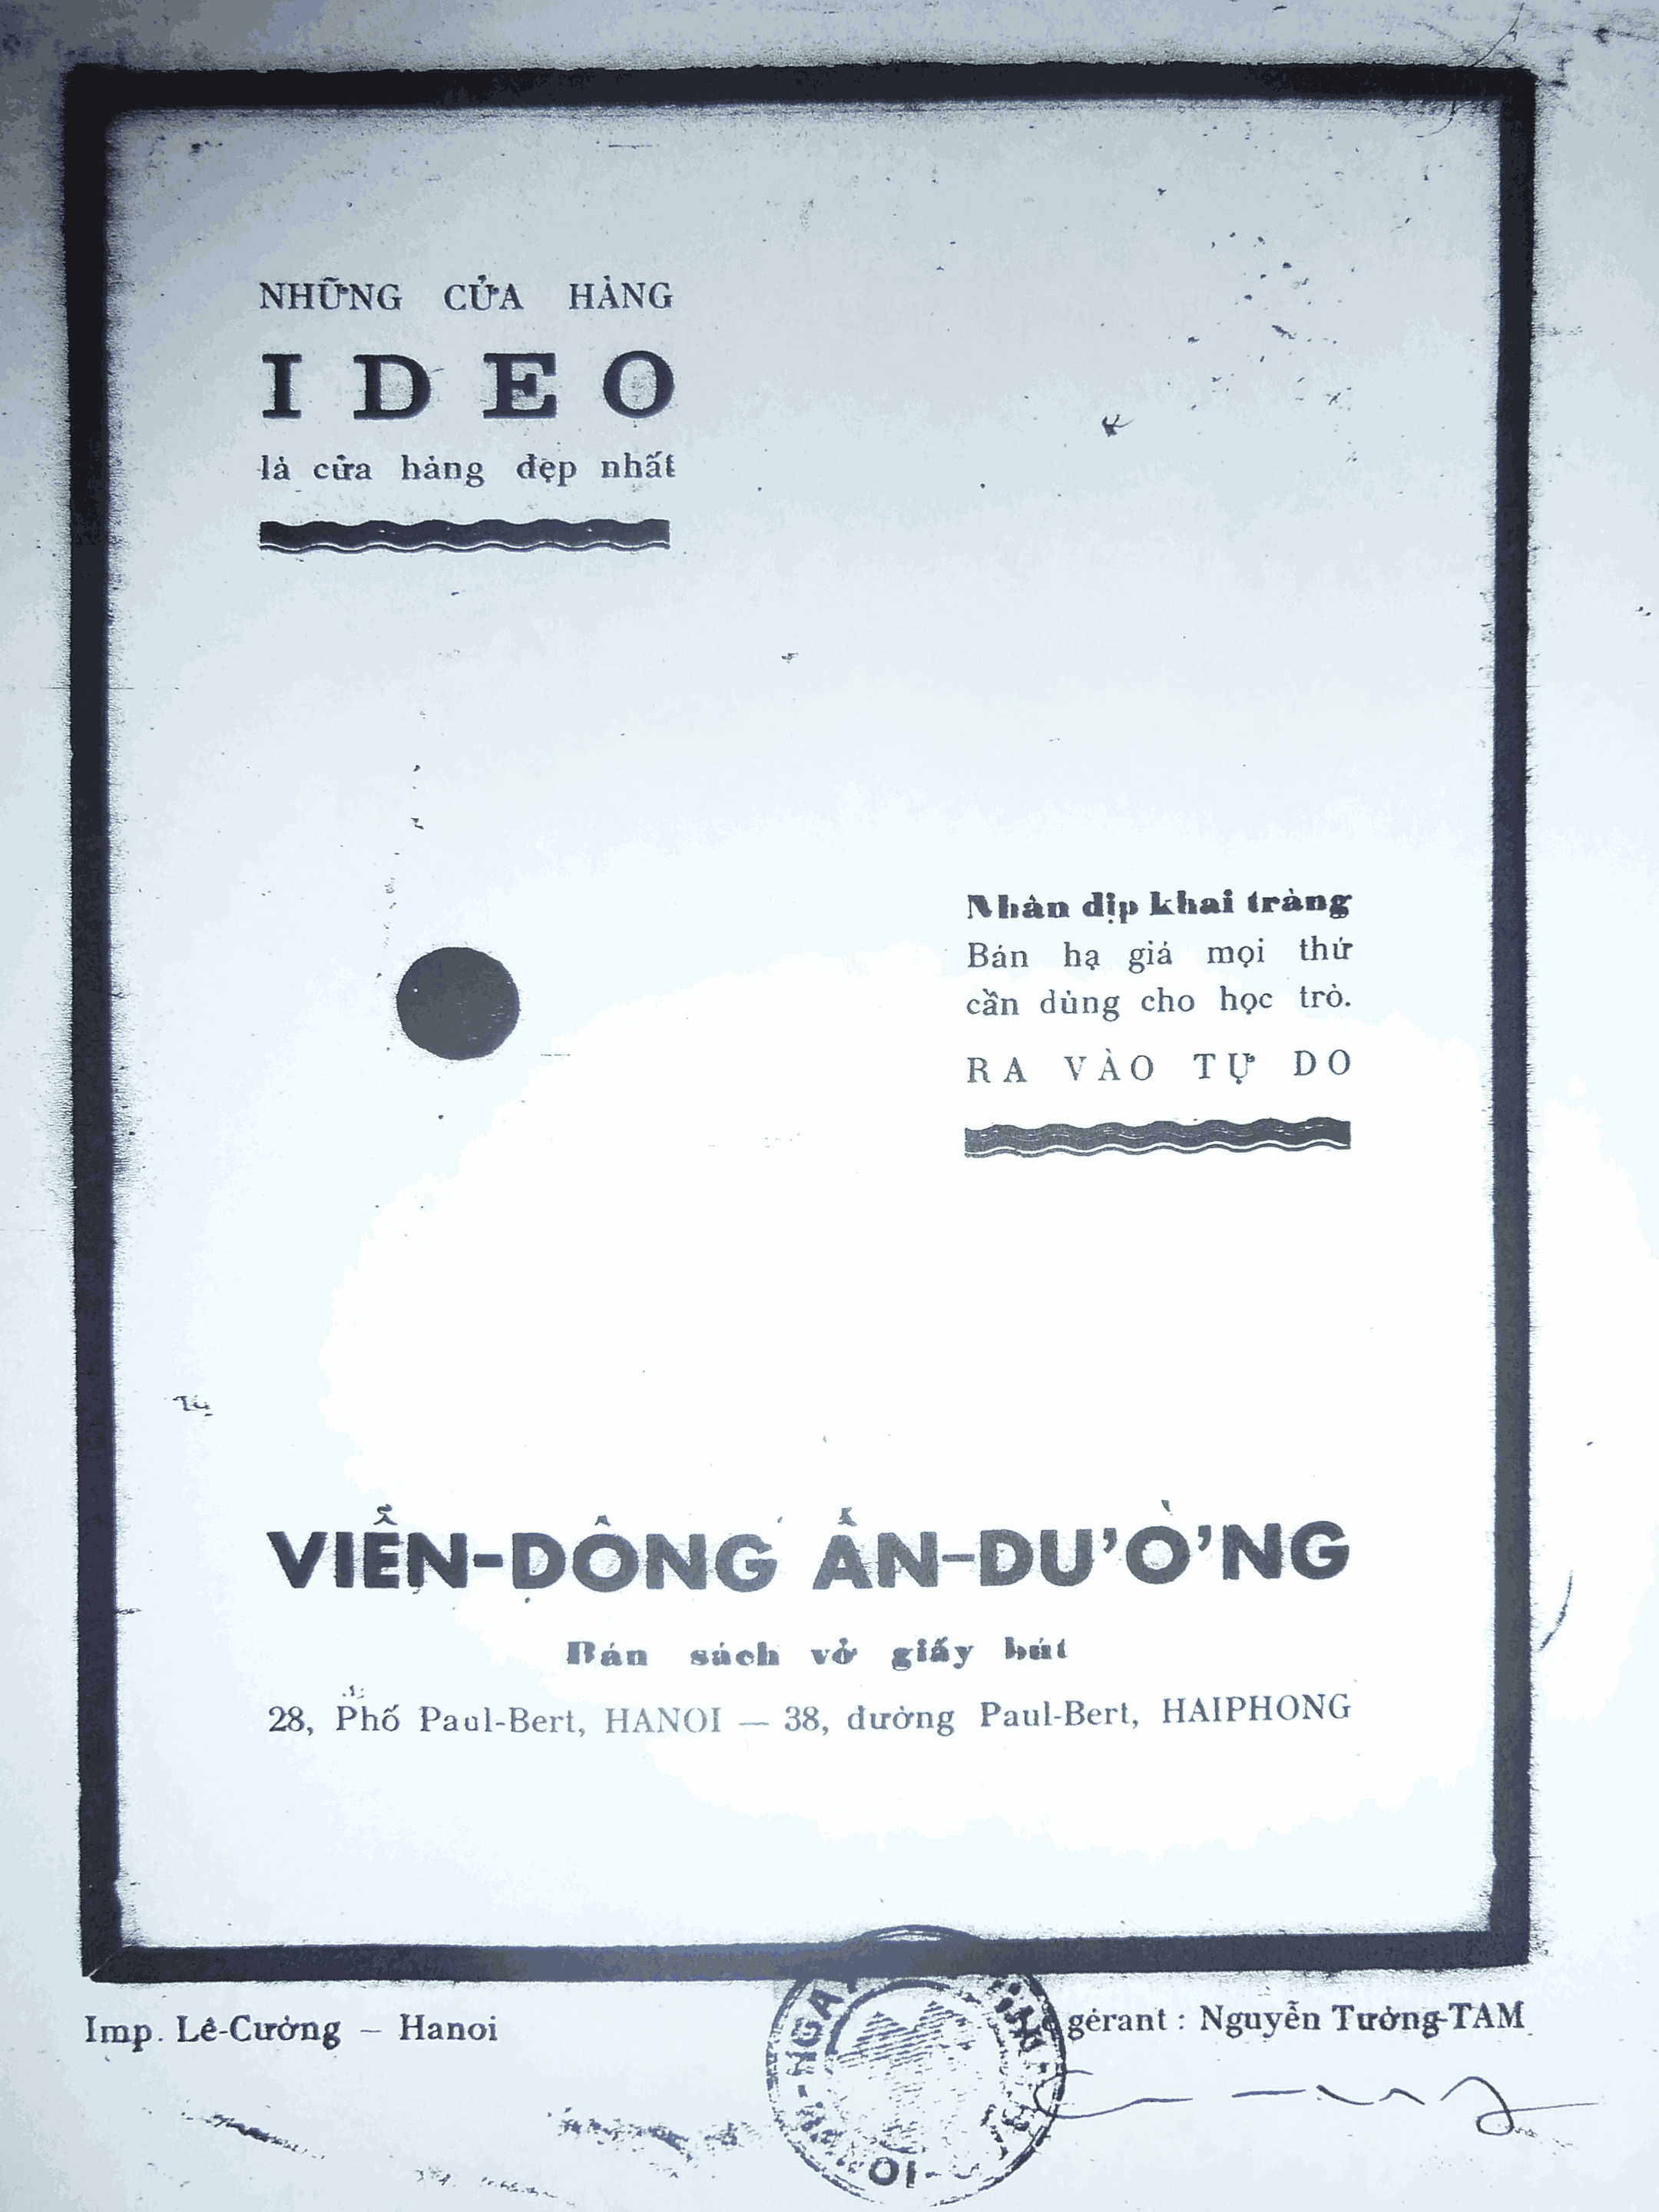 NHỮNG CỬA HÀNG
IDEO
là cửa hàng đẹp nhất
Nhân dịp khai tràng
Bán hạ giá mọi thứ
cần dùng cho học trò.
RA VÀO TỰ DO
VIỄN-ĐÔNG ẤN-DƯỜNG
Bán sách vở giấy bút
28, Phố Paul-Bert, HANOI — 38, đường Paul-Bert, HAIPHONG
Imp. Lê-Cường – Hanoi
gérant : Nguyễn Tường-TAM